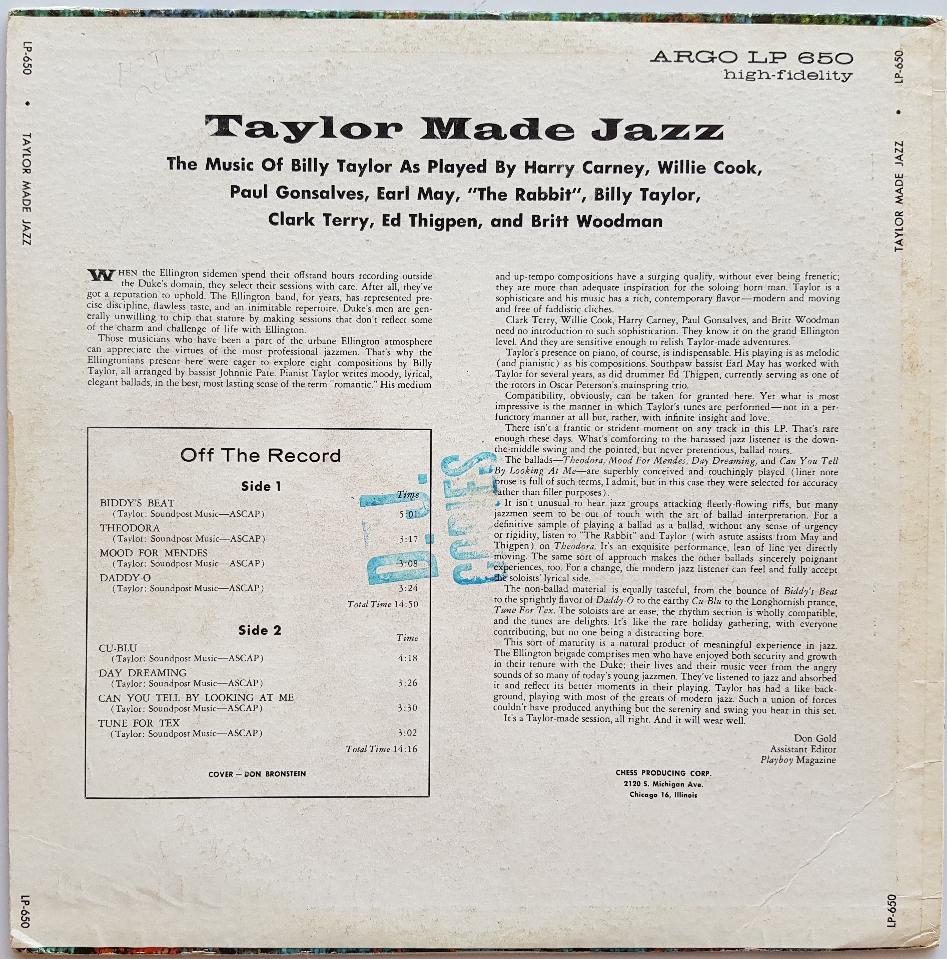 LP-650 • TAYLOR MADE JAZZ
LP-650
ARGO LP 650
high-fidelity
Taylor Made Jazz
The Music Of Billy Taylor As Played By Harry Carney, Willie Cook,
Paul Gonsalves, Earl May, "The Rabbit", Billy Taylor,
Clark Terry, Ed Thigpen, and Britt Woodman
WHEN the Ellington sidemen spend their offstand hours recording outside
the Duke's domain, they select their sessions with care. After all, they've
got a reputation to uphold. The Ellington band, for years, has represented pre-
cise discipline, flawless taste, and an inimitable repertoire. Duke's men are gen-
erally unwilling to chip that stature by making sessions that don't reflect some
of the charm and challenge of life with Ellington.
Those musicians who have been a part of the urbane Ellington atmosphere
can appreciate the virtues of the most professional jazzmen. That's why the
Ellingtonians present here were eager to explore eight compositions by Billy
Taylor, all arranged by bassist Johnnie Pate. Pianist Taylor writes moody, lyrical,
elegant ballads, in the best, most lasting sense of the term "romantic." His medium
and up-tempo compositions have a surging quality, without ever being frenetic;
they are more than adequate inspiration for the soloing horn man. Taylor is a
sophisticate and his music has a rich, contemporary flavor—modern and moving
and free of faddistic cliches.
Clark Terry, Willie Cook, Harry Carney, Paul Gonsalves, and Britt Woodman
need no introduction to such sophistication. They know it on the grand Ellington
level. And they are sensitive enough to relish Taylor-made adventures.
Taylor's presence on piano, of course, is indispensable. His playing is as melodic
(and pianistic) as his compositions. Southpaw bassist Earl May has worked with
Taylor for several years, as did drummer Ed Thigpen, currently serving as one of
the rotors in Oscar Peterson's mainspring trio.
Compatibility, obviously, can be taken for granted here. Yet what is most
impressive is the manner in which Taylor's tunes are performed—not in a per-
functory manner at all but, rather, with infinite insight and love.
There isn't a frantic or strident moment on any track in this LP. That's rare
enough these days. What's comforting to the harassed jazz listener is the down-
the-middle swing and the pointed, but never pretentious, ballad tours.
The ballads—Theodora, Mood For Mendes, Day Dreaming, and Can You Tell
By Looking At Me—are superbly conceived and touchingly played (liner note
prose is full of such terms, I admit, but in this case they were selected for accuracy
rather than filler purposes).
It isn't unusual to hear jazz groups attacking fleetly-flowing riffs, but many
jazzmen seem to be out of touch with the art of ballad interpretation. For a
definitive sample of playing a ballad as a ballad, without any sense of urgency
or rigidity, listen to "The Rabbit" and Taylor (with astute assists from May and
Thigpen) on Theodora. It's an exquisite performance, lean of line yet directly
moving. The same sort of approach makes the other ballads sincerely poignant
experiences, too. For a change, the modern jazz listener can feel and fully accept
the soloists' lyrical side.
The non-ballad material is equally tasteful, from the bounce of Biddy's Beat
to the sprightly flavor of Daddy-O to the earthy Cu-Blu to the Longhornish prance,
Tune For Tex. The soloists are at ease, the rhythm section is wholly compatible,
and the tunes are delights. It's like the rare holiday gathering, with everyone
contributing, but no one being a distracting bore.
This sort of maturity is a natural product of meaningful experience in jazz.
The Ellington brigade comprises men who have enjoyed both security and growth
in their tenure with the Duke; their lives and their music veer from the angry
sounds of so many of today's young jazzmen. They've listened to jazz and absorbed
it and reflect its better moments in their playing. Taylor has had a like back-
ground, playing with most of the greats of modern jazz. Such a union of forces
couldn't have produced anything but the serenity and swing you hear in this set.
It's a Taylor-made session, all right. And it will wear well.
Don Gold
Assistant Editor
Playboy Magazine
CHESS PRODUCING CORP.
2120 S. Michigan Ave.
Chicago 16, Illinois
Off The Record
Side 1
Time
BIDDY'S BEAT
(Taylor: Soundpost Music—ASCAP) 5:01
THEODORA
(Taylor: Soundpost Music—ASCAP) 3:17
MOOD FOR MENDES
(Taylor: Soundpost Music—ASCAP) 3:08
DADDY-O
(Taylor: Soundpost Music—ASCAP) 3:24
Total Time 14:50
Side 2
Time
CU-BLU
(Taylor: Soundpost Music—ASCAP) 4:18
DAY DREAMING
(Taylor: Soundpost Music—ASCAP) 3:26
CAN YOU TELL BY LOOKING AT ME
(Taylor: Soundpost Music—ASCAP) 3:30
TUNE FOR TEX
(Taylor: Soundpost Music—ASCAP) 3:02
Total Time 14:16
COVER — DON BRONSTEIN
D.J.
COPIES
TAYLOR MADE JAZZ • LP-650
LP-650